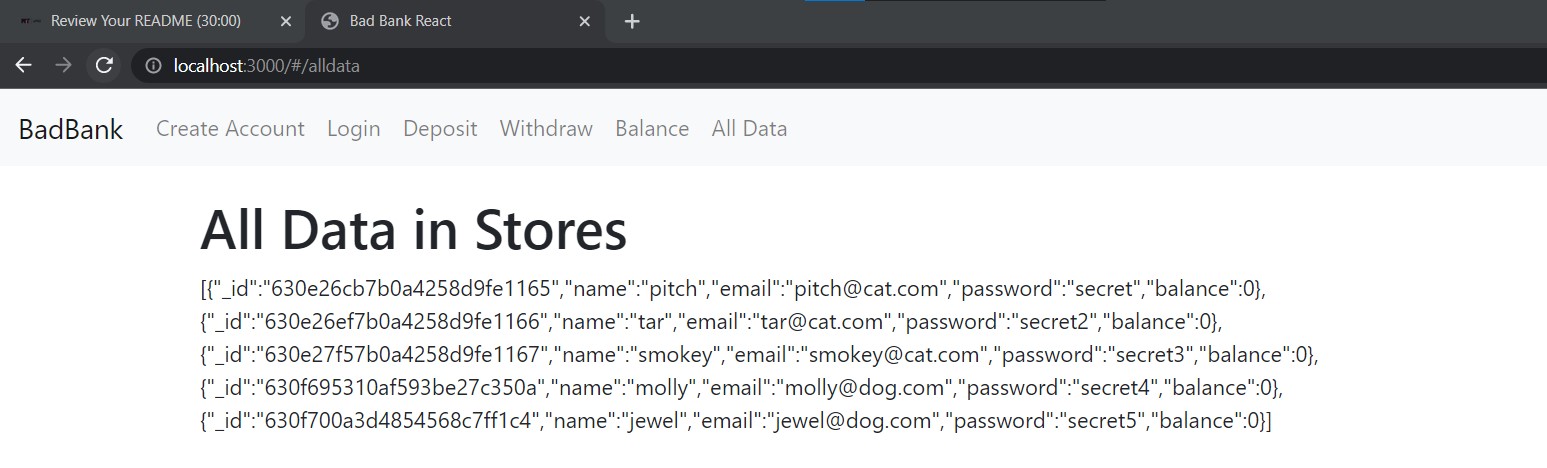 Review Your README (30:00)
Bad Bank React
localhost:3000/#/alldata
BadBank Create Account Login Deposit Withdraw Balance All Data
All Data in Stores
[{"_id":"630e26cb7b0a4258d9fe1165","name":"pitch","email":"pitch@cat.com","password":"secret","balance":0},
{"_id":"630e26ef7b0a4258d9fe1166","name":"tar","email":"tar@cat.com","password":"secret2","balance":0},
{"_id":"630e27f57b0a4258d9fe1167","name":"smokey","email":"smokey@cat.com","password":"secret3","balance":0},
{"_id":"630f695310af593be27c350a","name":"molly","email":"molly@dog.com","password":"secret4","balance":0},
{"_id":"630f700a3d4854568c7ff1c4","name":"jewel","email":"jewel@dog.com","password":"secret5","balance":0}]